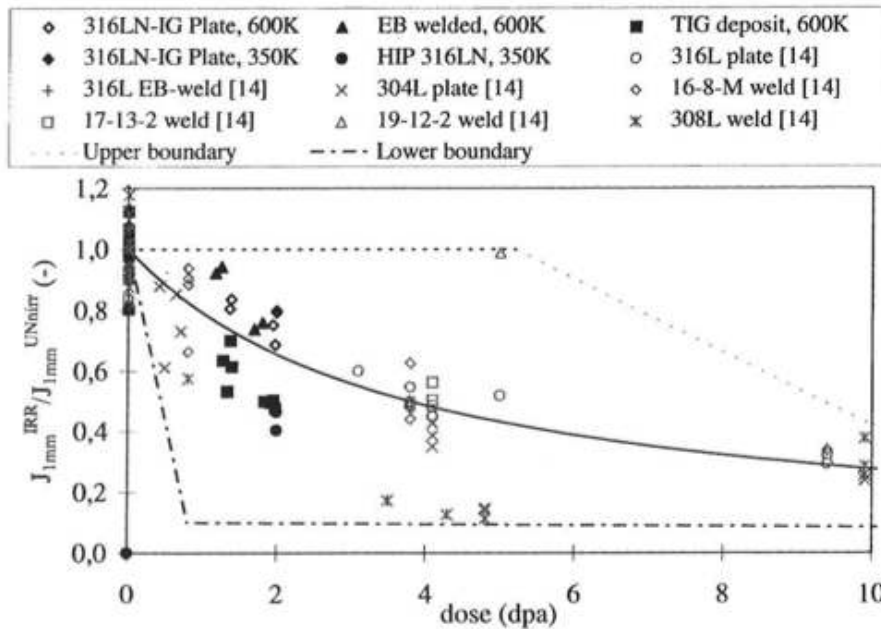 316LN-IG Plate, 600K EB welded, 600K TIG deposit, 600K
316LN-IG Plate, 350K HIP 316LN, 350K 316L plate [14]
316L EB-weld [14] 304L plate [14] 16-8-M weld [14]
17-13-2 weld [14] 19-12-2 weld [14] 308L weld [14]
Upper boundary Lower boundary
1,2
1,0
0,8
0,6
0,4
0,2
0,0
J1mm^IRR/J1mm^UNnirr (-)
0 2 4 6 8 10
dose (dpa)